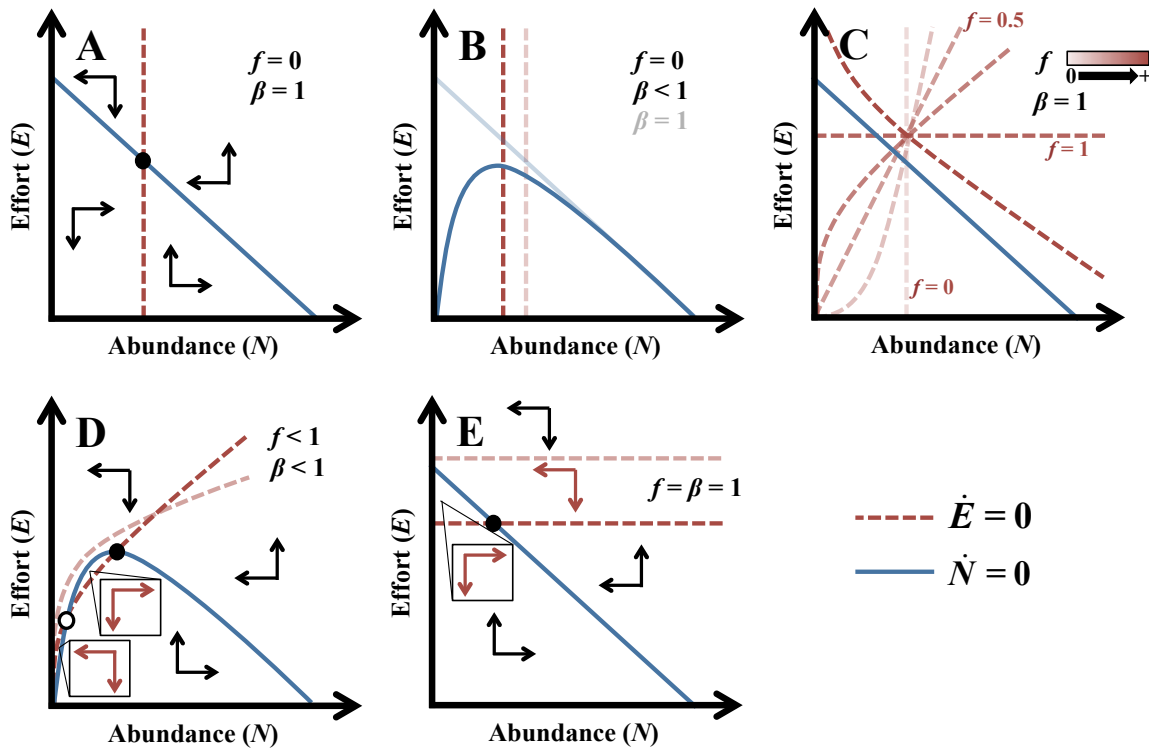 A
f = 0
β = 1
Effort (E)
Abundance (N)
B
f = 0
β < 1
β = 1
Effort (E)
Abundance (N)
C
f = 0.5
f
0
+
β = 1
f = 1
f = 0
Effort (E)
Abundance (N)
D
f < 1
β < 1
Effort (E)
Abundance (N)
E
f = β = 1
Effort (E)
Abundance (N)
Ė = 0
Ṅ = 0